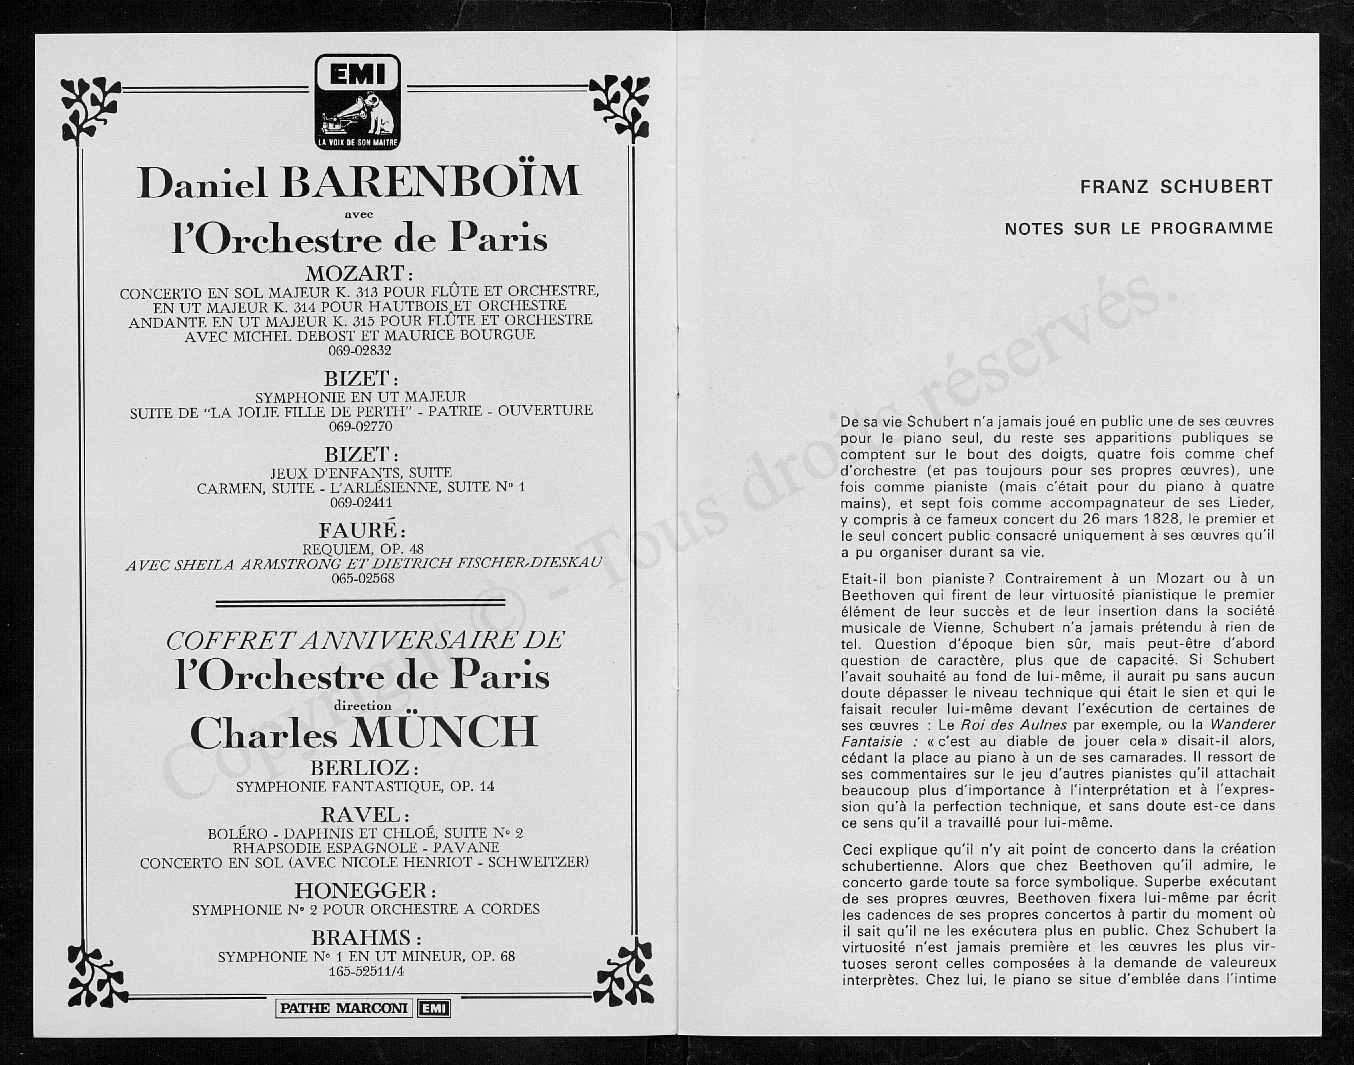 EMI
LA VOIX DE SON MAITRE
Daniel BARENBOÏM
avec
l'Orchestre de Paris
MOZART :
CONCERTO EN SOL MAJEUR K. 313 POUR FLÛTE ET ORCHESTRE,
EN UT MAJEUR K. 314 POUR HAUTBOIS ET ORCHESTRE
ANDANTE EN UT MAJEUR K. 315 POUR FLÛTE ET ORCHESTRE
AVEC MICHEL DEBOST ET MAURICE BOURGUE
069-02832
BIZET :
SYMPHONIE EN UT MAJEUR
SUITE DE “LA JOLIE FILLE DE PERTH” - PATRIE - OUVERTURE
069-02770
BIZET :
JEUX D'ENFANTS, SUITE
CARMEN, SUITE - L'ARLÉSIENNE, SUITE N° 1
069-02411
FAURÉ :
REQUIEM, OP. 48
AVEC SHEILA ARMSTRONG ET DIETRICH FISCHER-DIESKAU
065-02568
COFFRET ANNIVERSAIRE DE
l'Orchestre de Paris
direction
Charles MÜNCH
BERLIOZ :
SYMPHONIE FANTASTIQUE, OP. 14
RAVEL :
BOLÉRO - DAPHNIS ET CHLOÉ, SUITE N° 2
RHAPSODIE ESPAGNOLE - PAVANE
CONCERTO EN SOL (AVEC NICOLE HENRIOT - SCHWEITZER)
HONEGGER :
SYMPHONIE N° 2 POUR ORCHESTRE A CORDES
BRAHMS :
SYMPHONIE N° 1 EN UT MINEUR, OP. 68
165-52511/4
PATHE MARCONI EMI
FRANZ SCHUBERT
NOTES SUR LE PROGRAMME
De sa vie Schubert n'a jamais joué en public une de ses œuvres
pour le piano seul, du reste ses apparitions publiques se
comptent sur le bout des doigts, quatre fois comme chef
d'orchestre (et pas toujours pour ses propres œuvres), une
fois comme pianiste (mais c'était pour du piano à quatre
mains), et sept fois comme accompagnateur de ses Lieder,
y compris à ce fameux concert du 26 mars 1828, le premier et
le seul concert public consacré uniquement à ses œuvres qu'il
a pu organiser durant sa vie.
Etait-il bon pianiste ? Contrairement à un Mozart ou à un
Beethoven qui firent de leur virtuosité pianistique le premier
élément de leur succès et de leur insertion dans la société
musicale de Vienne, Schubert n'a jamais prétendu à rien de
tel. Question d'époque bien sûr, mais peut-être d'abord
question de caractère, plus que de capacité. Si Schubert
l'avait souhaité au fond de lui-même, il aurait pu sans aucun
doute dépasser le niveau technique qui était le sien et qui le
faisait reculer lui-même devant l'exécution de certaines de
ses œuvres : Le Roi des Aulnes par exemple, ou la Wanderer
Fantaisie : « c'est au diable de jouer cela » disait-il alors,
cédant la place au piano à un de ses camarades. Il ressort de
ses commentaires sur le jeu d'autres pianistes qu'il attachait
beaucoup plus d'importance à l'interprétation et à l'expres-
sion qu'à la perfection technique, et sans doute est-ce dans
ce sens qu'il a travaillé pour lui-même.
Ceci explique qu'il n'y ait point de concerto dans la création
schubertienne. Alors que chez Beethoven qu'il admire, le
concerto garde toute sa force symbolique. Superbe exécutant
de ses propres œuvres, Beethoven fixera lui-même par écrit
les cadences de ses propres concertos à partir du moment où
il sait qu'il ne les exécutera plus en public. Chez Schubert la
virtuosité n'est jamais première et les œuvres les plus vir-
tuoses seront celles composées à la demande de valeureux
interprètes. Chez lui, le piano se situe d'emblée dans l'intime
Copyright © - Tous droits réservés.